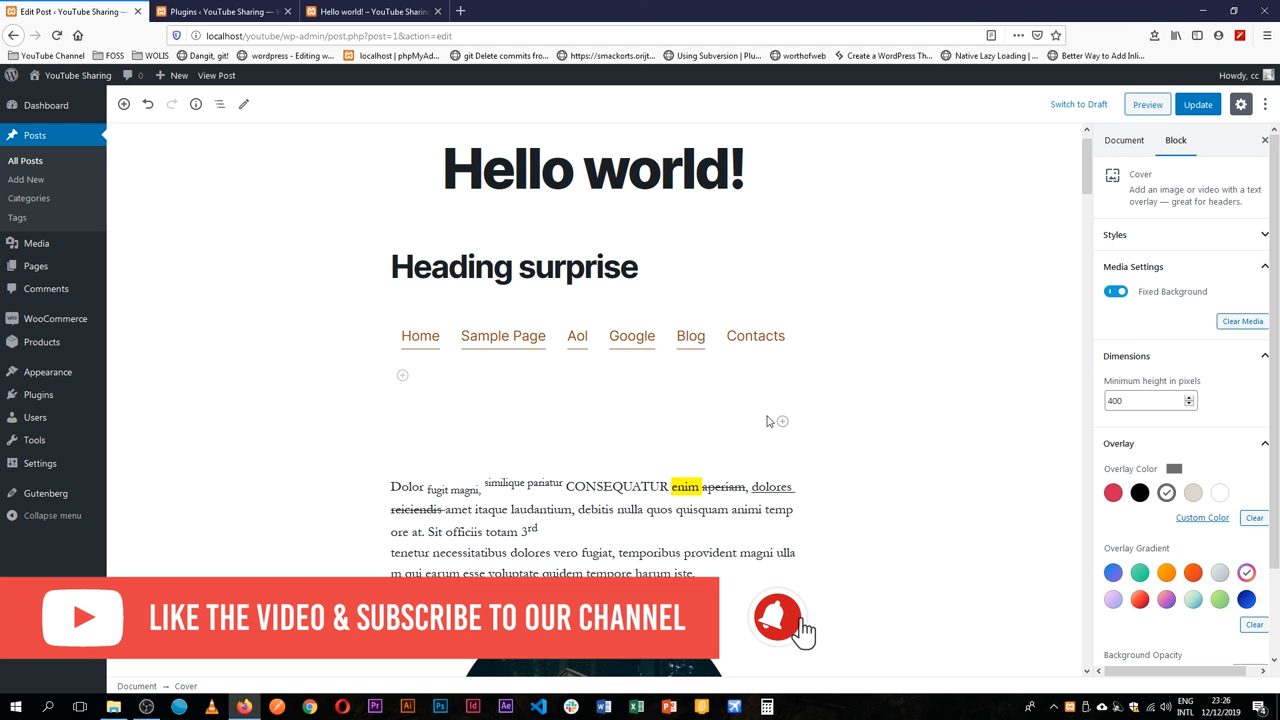 Edit Post ‹ YouTube Sharing —
Plugins ‹ YouTube Sharing — W
Hello world! – YouTube Sharing
localhost/youtube/wp-admin/post.php?post=1&action=edit
YouTube Channel
FOSS
WOLIS
Dangit, git!
wordpress - Editing w...
localhost | phpMyAd...
git Delete commits fro...
https://smackorts.orijt...
Using Subversion | Plu...
worthofweb
Create a WordPress Th...
Native Lazy Loading | ...
Better Way to Add Inli...
YouTube Sharing
0
New
View Post
Howdy, cc
Dashboard
Posts
All Posts
Add New
Categories
Tags
Media
Pages
Comments
WooCommerce
Products
Appearance
Plugins
Users
Tools
Settings
Gutenberg
Collapse menu
Switch to Draft
Preview
Update
Hello world!
Heading surprise
Home Sample Page Aol Google Blog Contacts
Dolor fugit magni, similique pariatur CONSEQUATUR enim aperiam, dolores
reiciendis amet itaque laudantium, debitis nulla quos quisquam animi temp
ore at. Sit officiis totam 3rd
tenetur necessitatibus dolores vero fugiat, temporibus provident magni ulla
m qui earum esse voluptate quidem tempore harum iste.
LIKE THE VIDEO & SUBSCRIBE TO OUR CHANNEL
Document
Block
Cover
Add an image or video with a text
overlay — great for headers.
Styles
Media Settings
Fixed Background
Clear Media
Dimensions
Minimum height in pixels
400
Overlay
Overlay Color
Custom Color
Clear
Overlay Gradient
Clear
Background Opacity
Document → Cover
ENG
INTL
23:26
12/12/2019